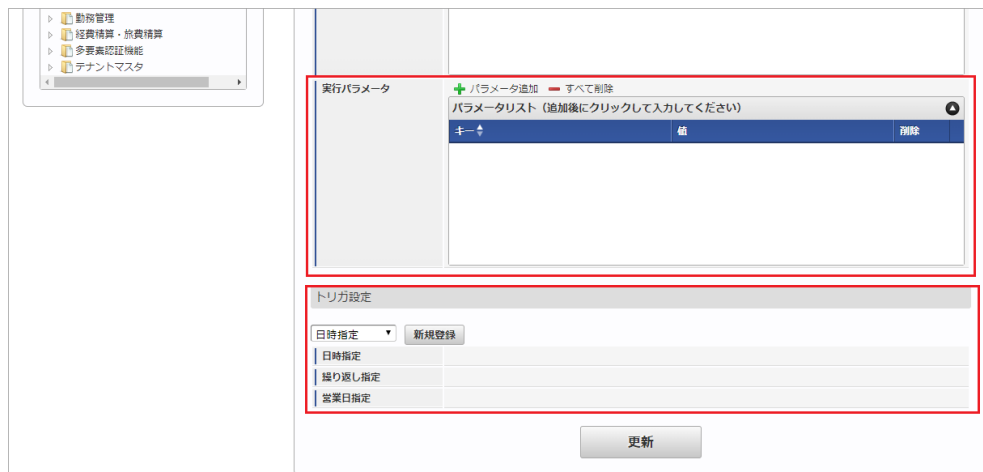 勤務管理
経費精算・旅費精算
多要素認証機能
テナントマスタ
実行パラメータ
パラメータ追加 すべて削除
パラメータリスト（追加後にクリックして入力してください）
キー 値 削除
トリガ設定
日時指定 新規登録
日時指定
繰り返し指定
営業日指定
更新